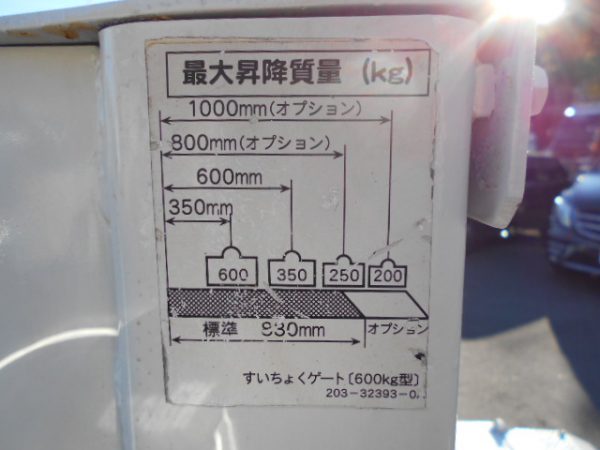 最大昇降質量 (kg)
1000mm(オプション)
800mm(オプション)
600mm
350mm
600 350 250 200
標準 830mm オプション
すいちょくゲート〔600kg型〕
203-32393-0